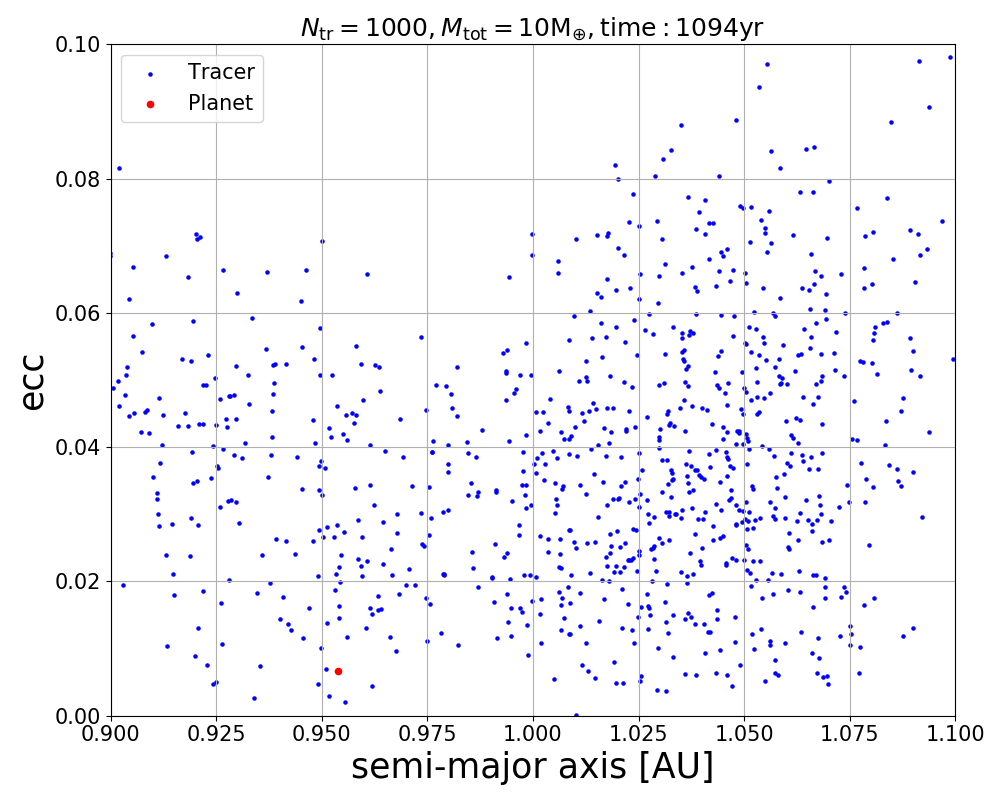 N_tr = 1000, M_tot = 10M_⊕, time : 1094yr
Tracer
Planet
ecc
0.10
0.08
0.06
0.04
0.02
0.00
0.900 0.925 0.950 0.975 1.000 1.025 1.050 1.075 1.100
semi-major axis [AU]